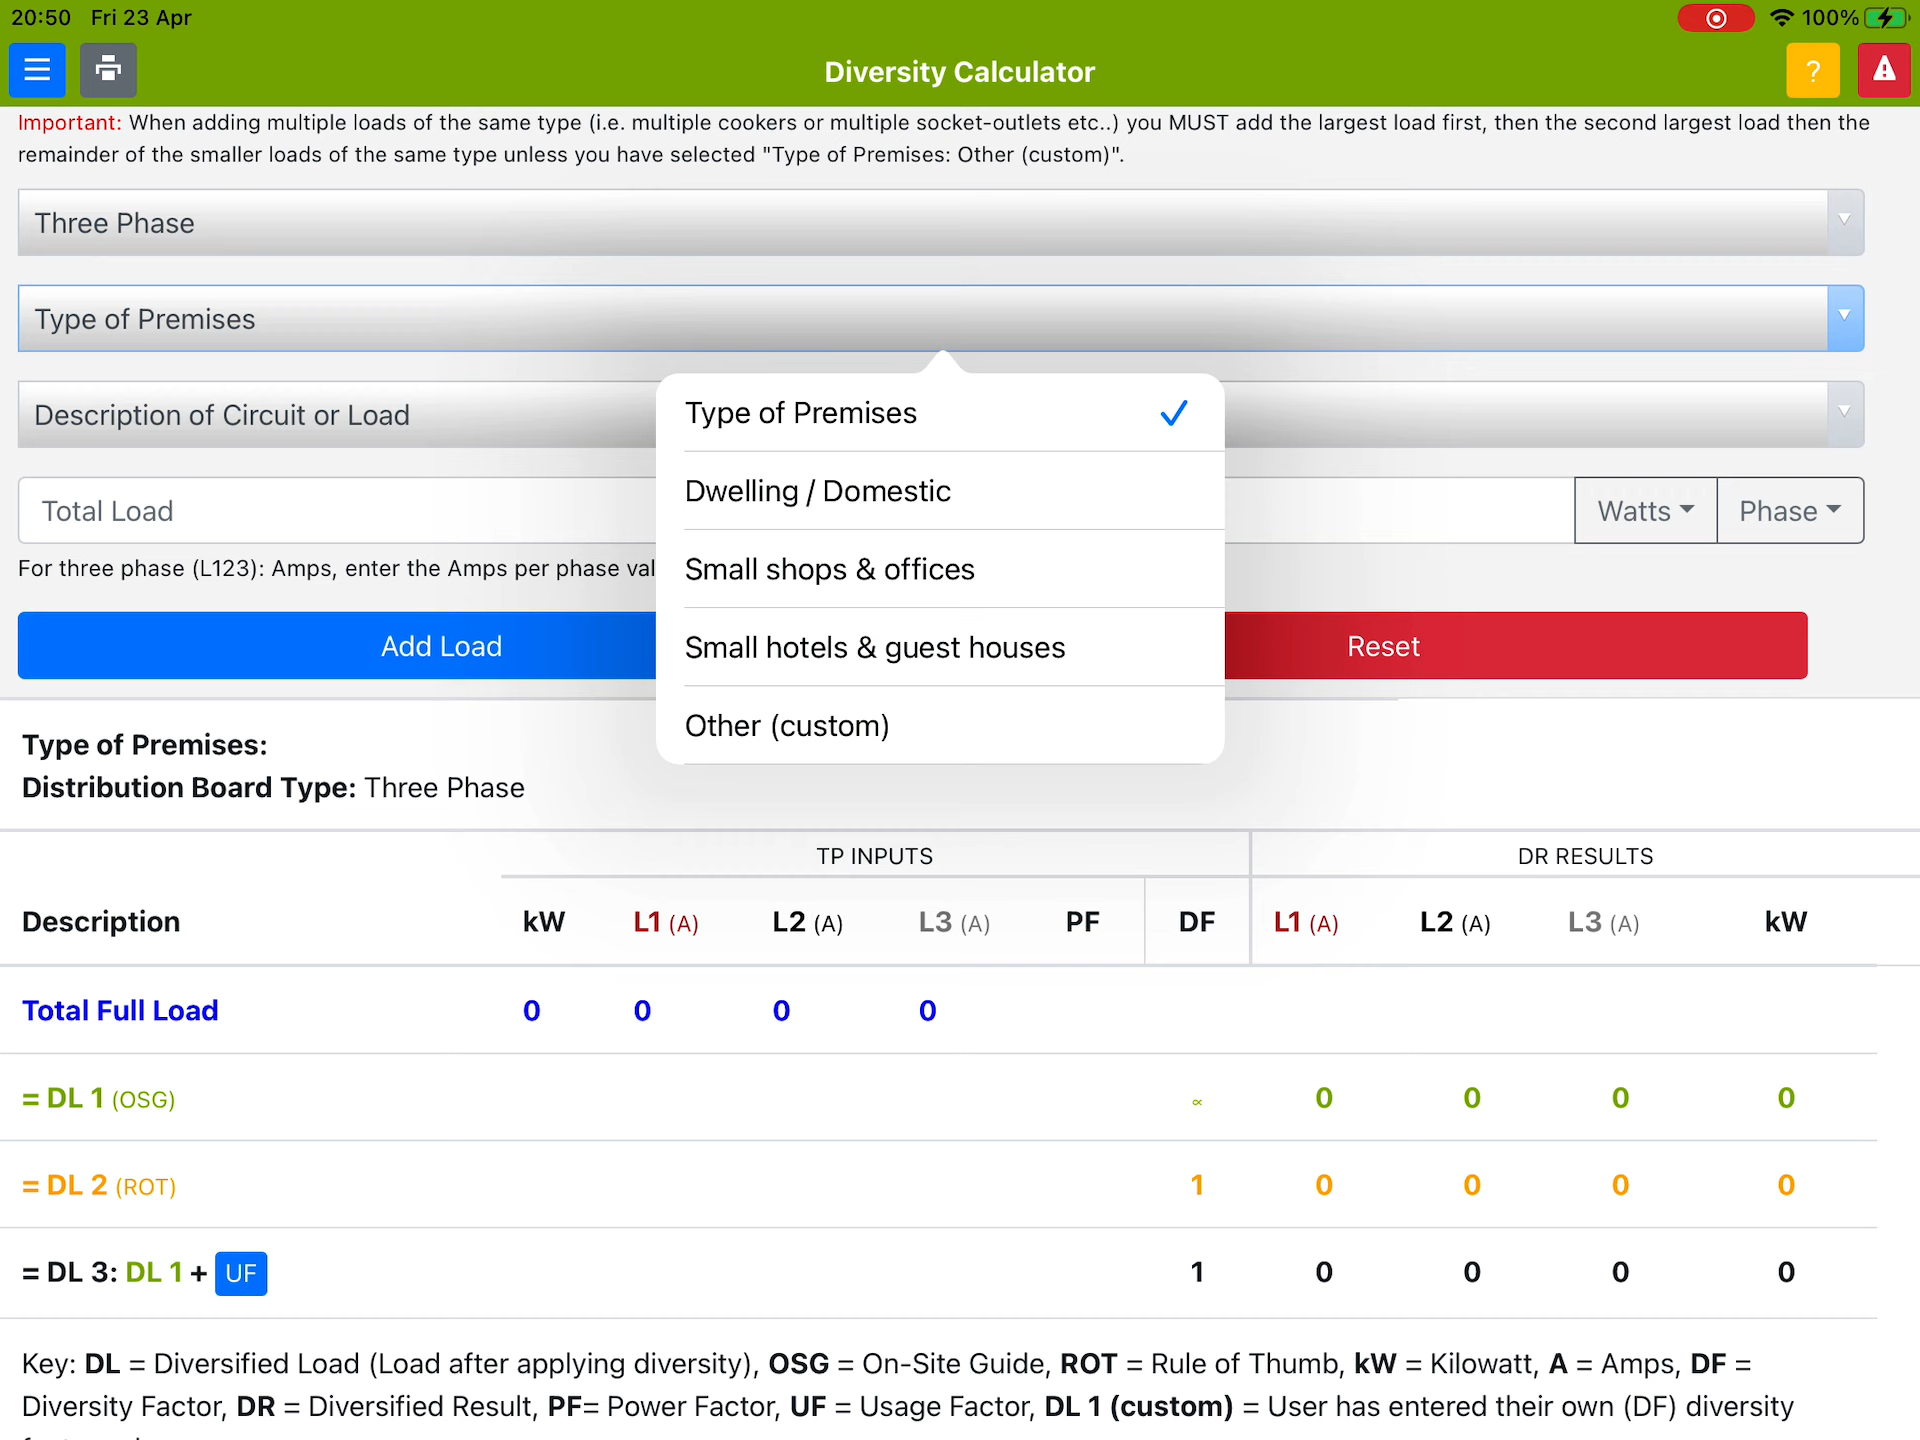 20:50 Fri 23 Apr
100%
Diversity Calculator
?
Important: When adding multiple loads of the same type (i.e. multiple cookers or multiple socket-outlets etc..) you MUST add the largest load first, then the second largest load then the
remainder of the smaller loads of the same type unless you have selected "Type of Premises: Other (custom)".
Three Phase
Type of Premises
Description of Circuit or Load
Type of Premises
Dwelling / Domestic
Small shops & offices
Small hotels & guest houses
Other (custom)
Total Load
Watts
Phase
For three phase (L123): Amps, enter the Amps per phase val
Add Load
Reset
Type of Premises:
Distribution Board Type: Three Phase
TP INPUTS DR RESULTS
Description kW L1 (A) L2 (A) L3 (A) PF DF L1 (A) L2 (A) L3 (A) kW
Total Full Load 0 0 0 0
= DL 1 (OSG) ∝ 0 0 0 0
= DL 2 (ROT) 1 0 0 0 0
= DL 3: DL 1 + UF 1 0 0 0 0
Key: DL = Diversified Load (Load after applying diversity), OSG = On-Site Guide, ROT = Rule of Thumb, kW = Kilowatt, A = Amps, DF =
Diversity Factor, DR = Diversified Result, PF= Power Factor, UF = Usage Factor, DL 1 (custom) = User has entered their own (DF) diversity